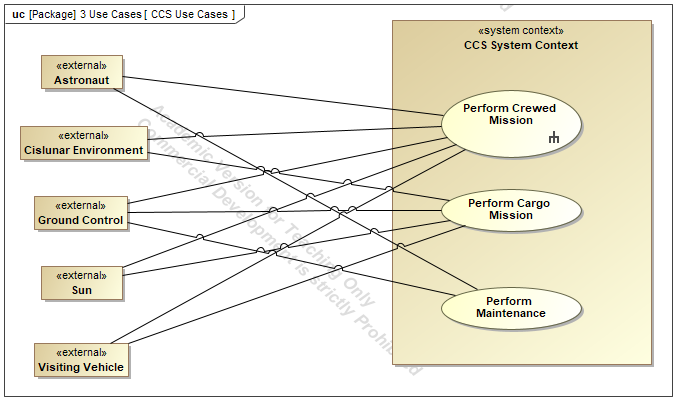 uc [Package] 3 Use Cases [ CCS Use Cases ]
«system context»
CCS System Context
«external»
Astronaut
«external»
Cislunar Environment
«external»
Ground Control
«external»
Sun
«external»
Visiting Vehicle
Perform Crewed
Mission
Perform Cargo
Mission
Perform
Maintenance
Academic Version for Teaching Only
Commercial Development is strictly Prohibited